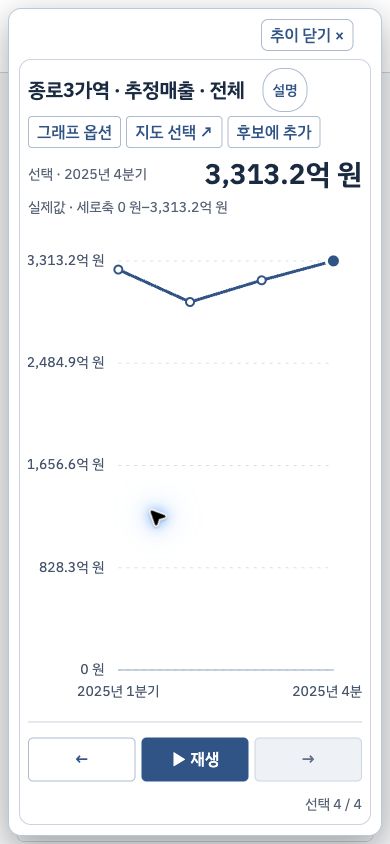 추이 닫기 ×
종로3가역 · 추정매출 · 전체 설명
그래프 옵션 지도 선택 ↗ 후보에 추가
선택 · 2025년 4분기 3,313.2억 원
실제값 · 세로축 0 원–3,313.2억 원
3,313.2억 원
2,484.9억 원
1,656.6억 원
828.3억 원
0 원
2025년 1분기 2025년 4분
← ▶ 재생 →
선택 4 / 4